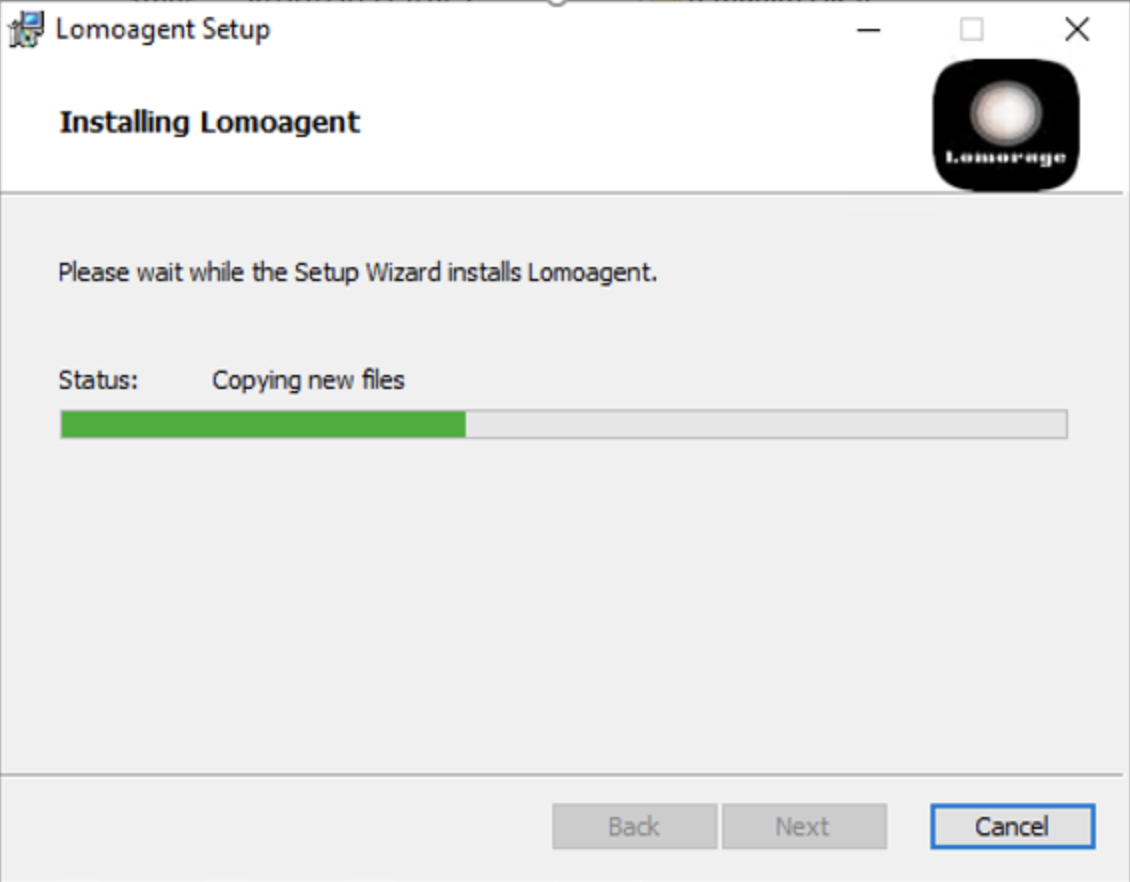 Lomoagent Setup
Installing Lomoagent
Lomorage
Please wait while the Setup Wizard installs Lomoagent.
Status: Copying new files
Back Next Cancel